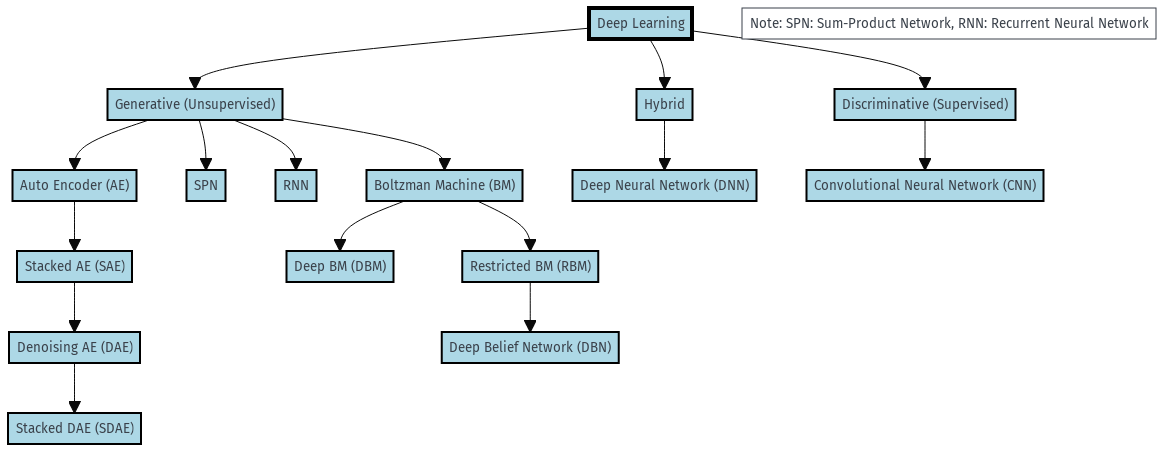 Deep Learning
Note: SPN: Sum-Product Network, RNN: Recurrent Neural Network
Generative (Unsupervised)
Hybrid
Discriminative (Supervised)
Auto Encoder (AE)
SPN
RNN
Boltzman Machine (BM)
Deep Neural Network (DNN)
Convolutional Neural Network (CNN)
Stacked AE (SAE)
Deep BM (DBM)
Restricted BM (RBM)
Denoising AE (DAE)
Deep Belief Network (DBN)
Stacked DAE (SDAE)